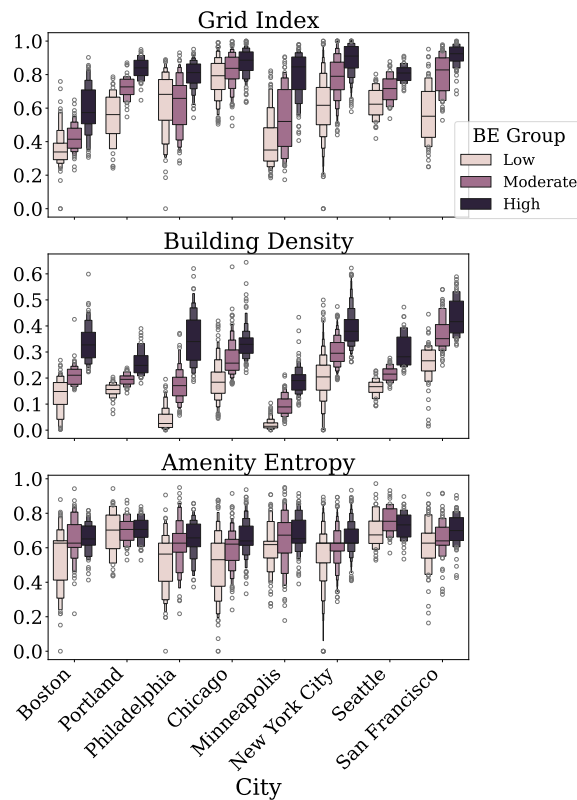 Grid Index
1.0
0.8
0.6
0.4
0.2
0.0
BE Group
Low
Moderate
High
Building Density
0.6
0.5
0.4
0.3
0.2
0.1
0.0
Amenity Entropy
1.0
0.8
0.6
0.4
0.2
0.0
Boston
Portland
Philadelphia
Chicago
Minneapolis
New York City
Seattle
San Francisco
City